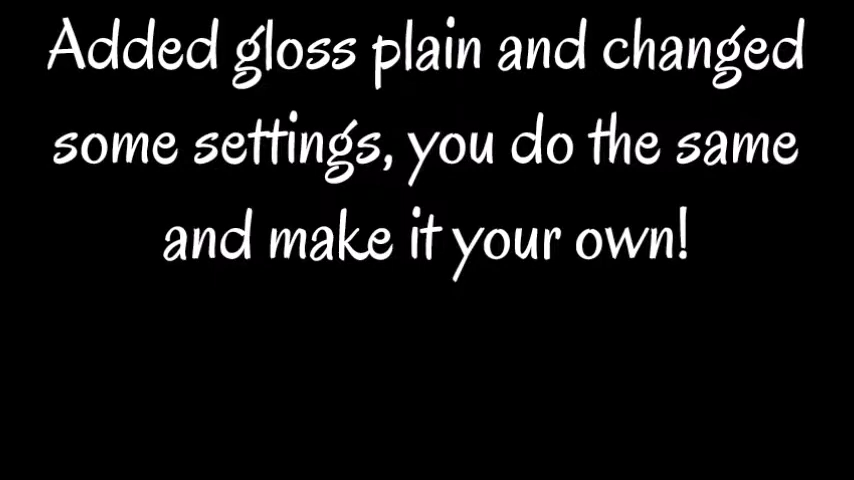 Added gloss plain and changed
some settings, you do the same
and make it your own!